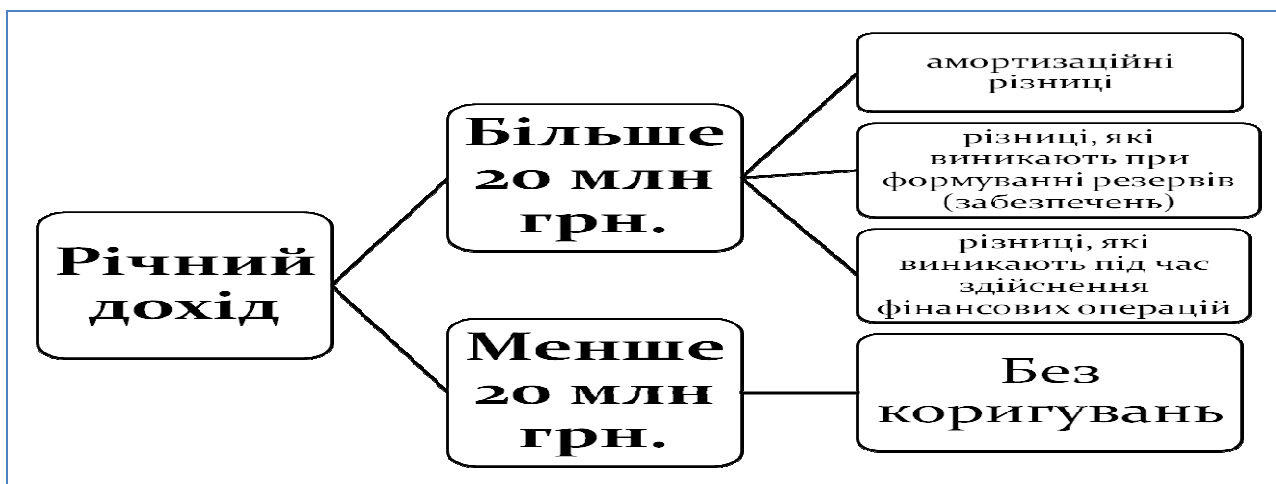 Річний
дохід
Більше
20 млн
грн.
амортизаційні
різниці
різниці, які
виникають при
формуванні резервів
(забезпечень)
різниці, які
виникають під час
здійснення
фінансових операцій
Менше
20 млн
грн.
Без
коригувань